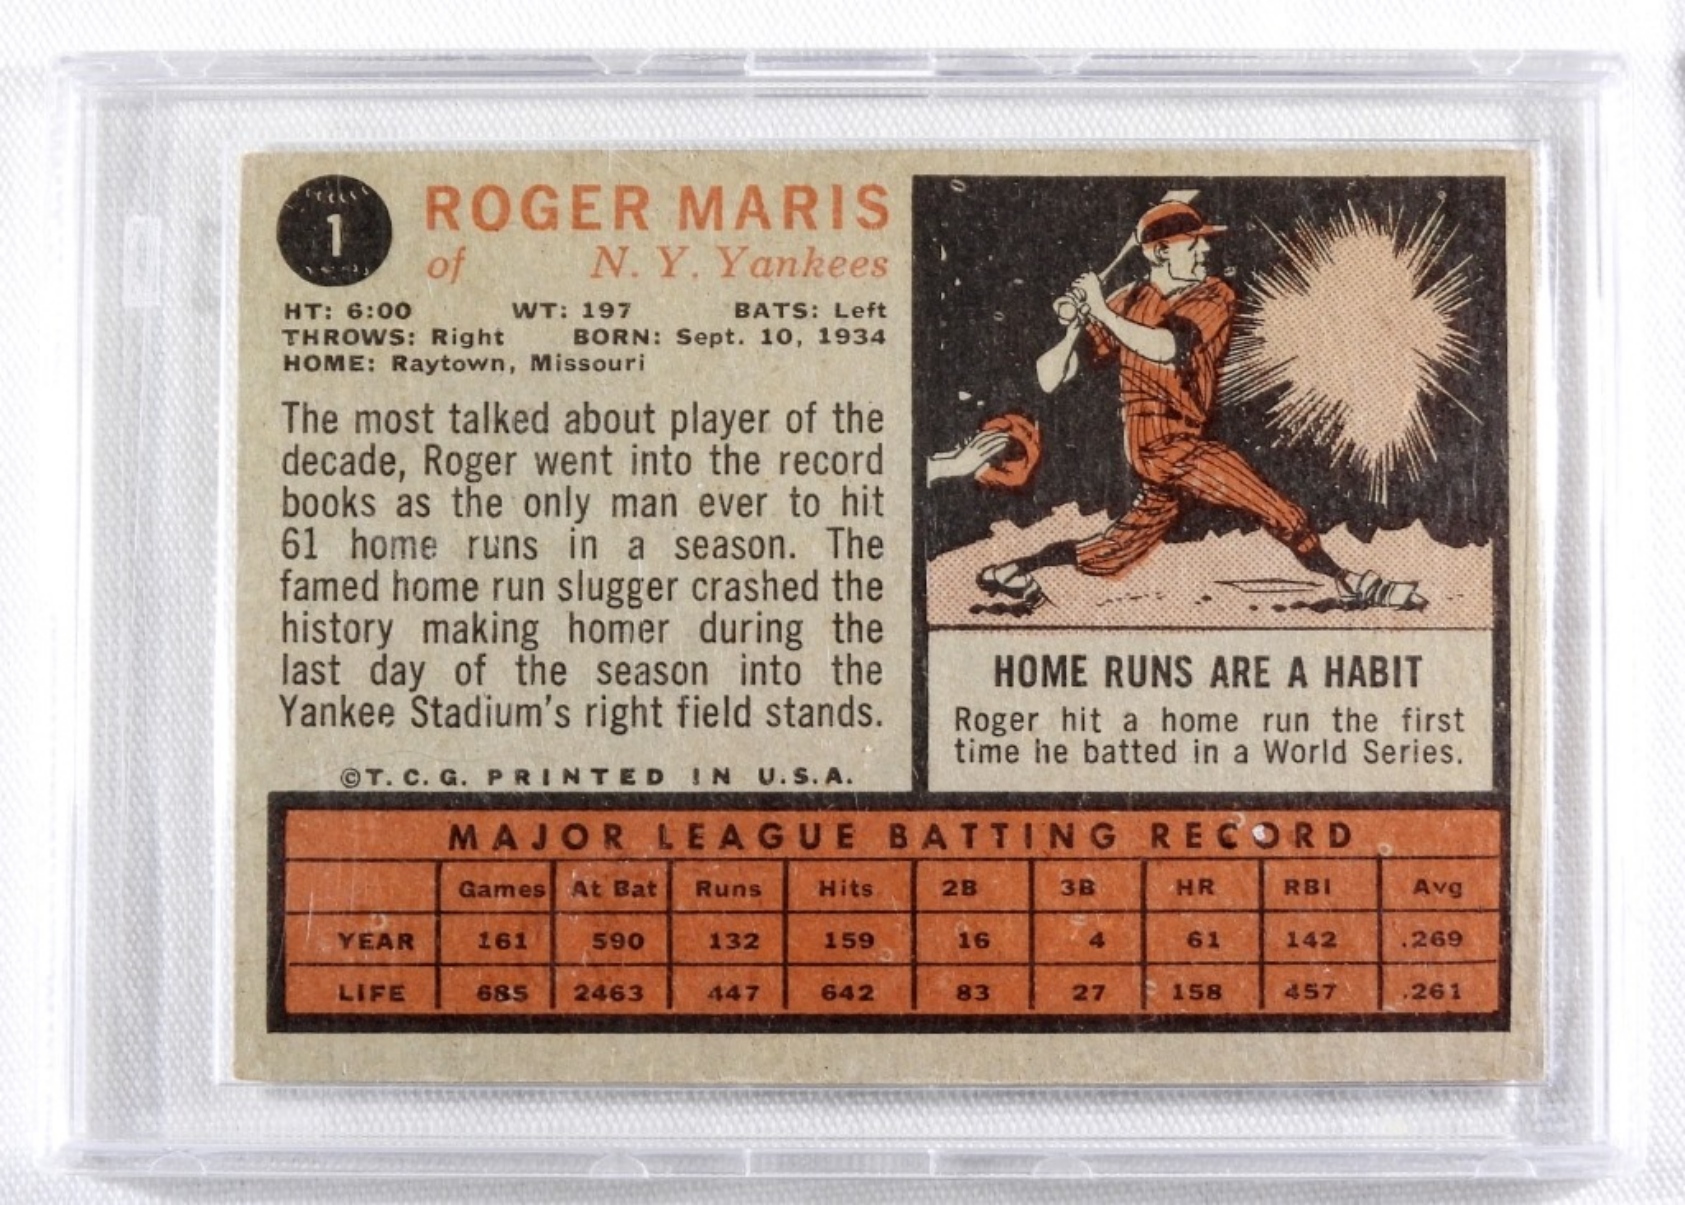 1
ROGER MARIS
of N. Y. Yankees
HT: 6:00 WT: 197 BATS: Left
THROWS: Right BORN: Sept. 10, 1934
HOME: Raytown, Missouri
The most talked about player of the
decade, Roger went into the record
books as the only man ever to hit
61 home runs in a season. The
famed home run slugger crashed the
history making homer during the
last day of the season into the
Yankee Stadium's right field stands.
©T. C. G. PRINTED IN U.S.A.
HOME RUNS ARE A HABIT
Roger hit a home run the first
time he batted in a World Series.
MAJOR LEAGUE BATTING RECORD
Games At Bat Runs Hits 2B 3B HR RBI Avg
YEAR 161 590 132 159 16 4 61 142 .269
LIFE 685 2463 447 642 83 27 158 457 .261